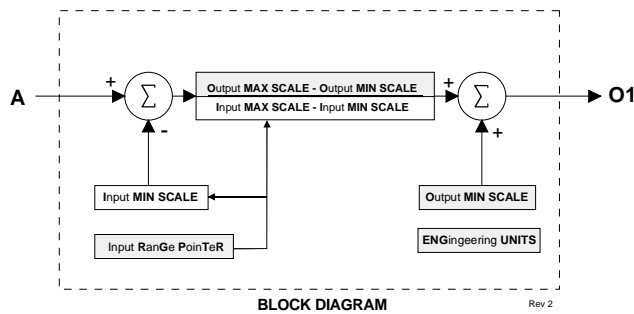 +
+
Output MAX SCALE - Output MIN SCALE
Input MAX SCALE - Input MIN SCALE
A
Σ
Σ
O1
-
+
Input MIN SCALE
Output MIN SCALE
Input RanGe PoinTeR
ENGingeering UNITS
BLOCK DIAGRAM
Rev 2